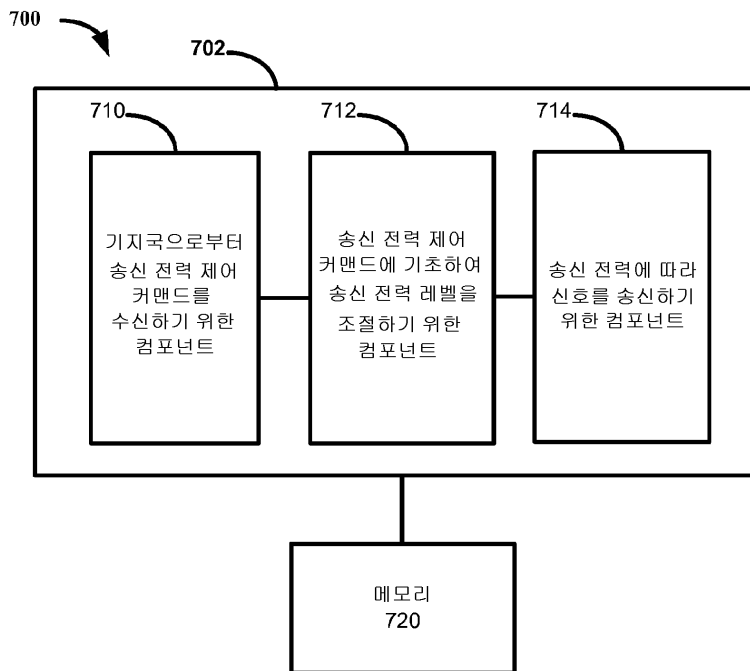 700
702
710
712
714
기지국으로부터
송신 전력 제어
커맨드를
수신하기 위한
컴포넌트
송신 전력 제어
커맨드에 기초하여
송신 전력 레벨을
조절하기 위한
컴포넌트
송신 전력에 따라
신호를 송신하기
위한 컴포넌트
메모리
720